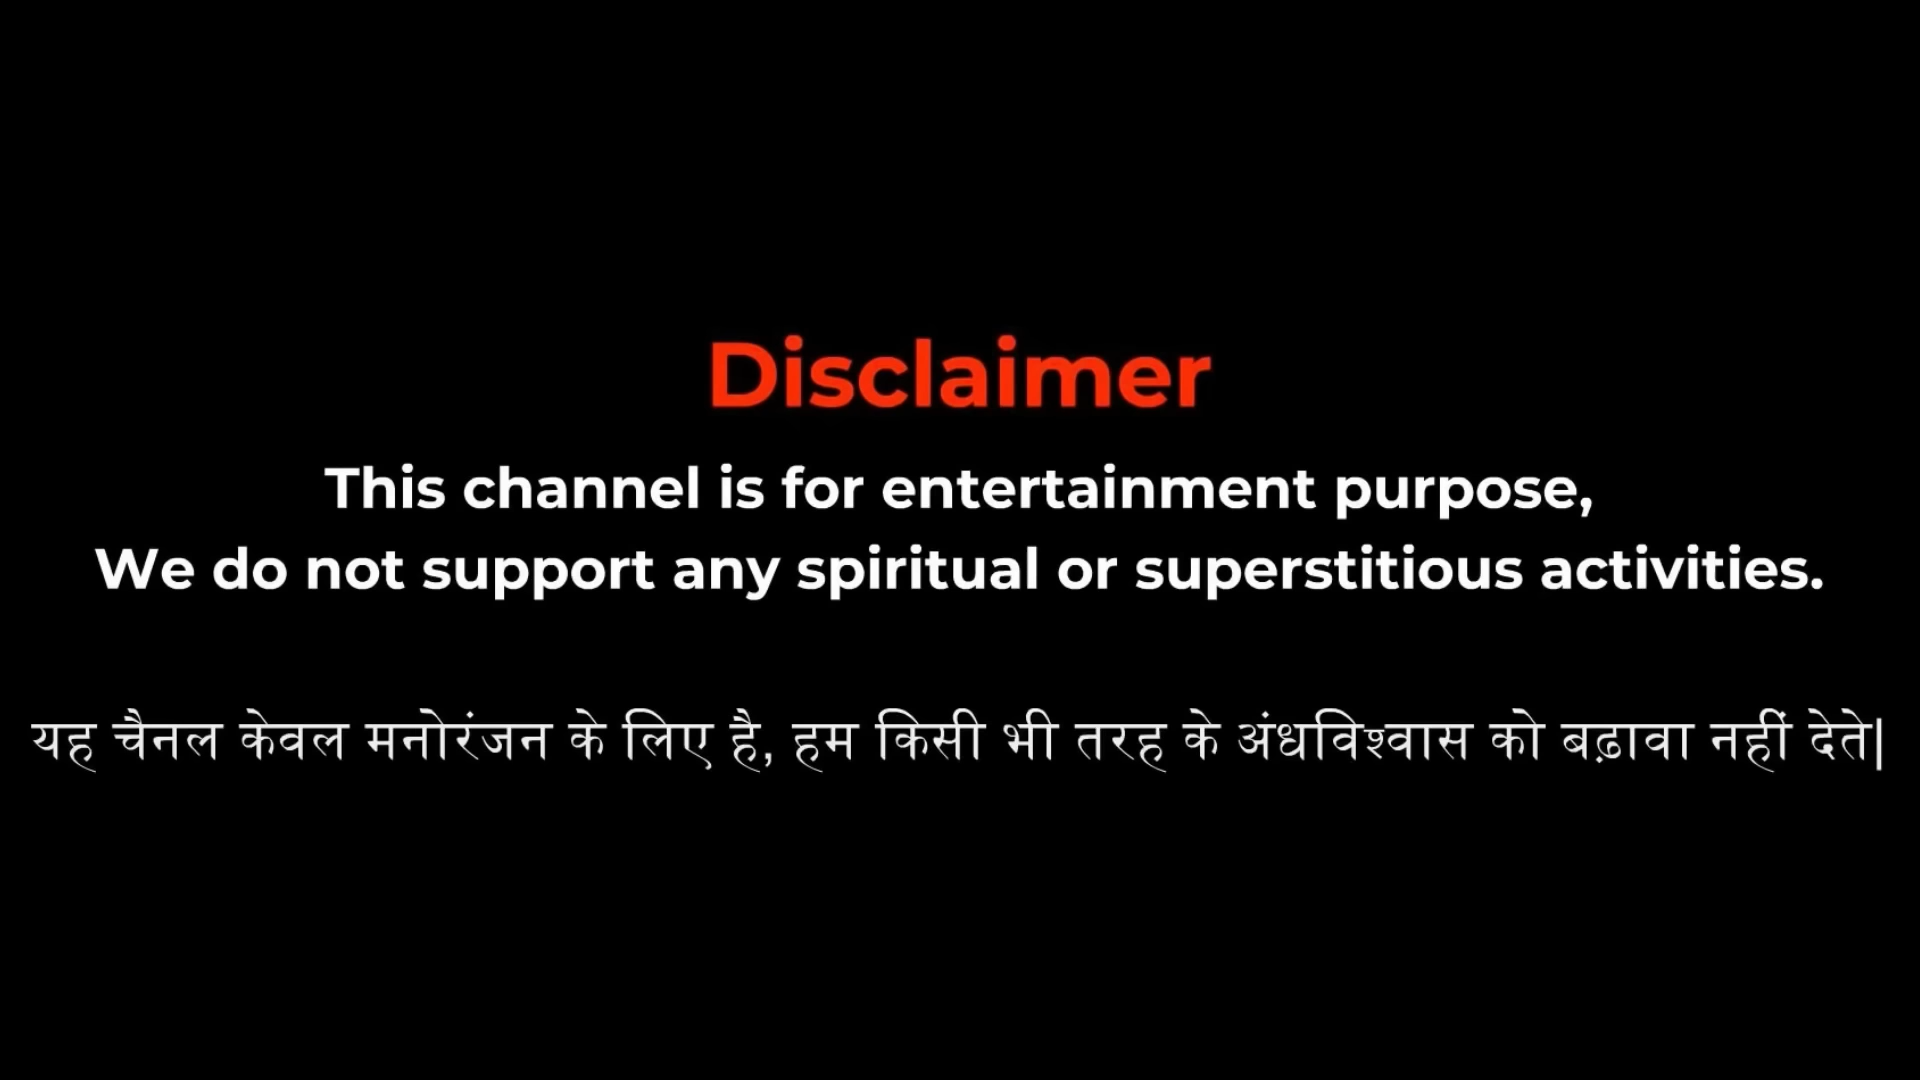 Disclaimer
This channel is for entertainment purpose,
We do not support any spiritual or superstitious activities.
यह चैनल केवल मनोरंजन के लिए है, हम किसी भी तरह के अंधविश्वास को बढ़ावा नहीं देते|